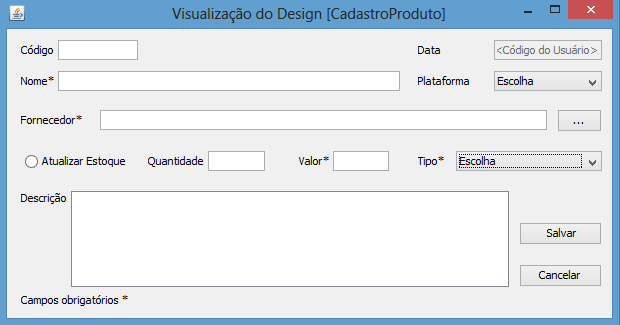 Visualização do Design [CadastroProduto]
Código Data <Código do Usuário>
Nome* Plataforma Escolha
Fornecedor* ...
Atualizar Estoque Quantidade Valor* Tipo* Escolha
Descrição
Salvar
Cancelar
Campos obrigatórios *